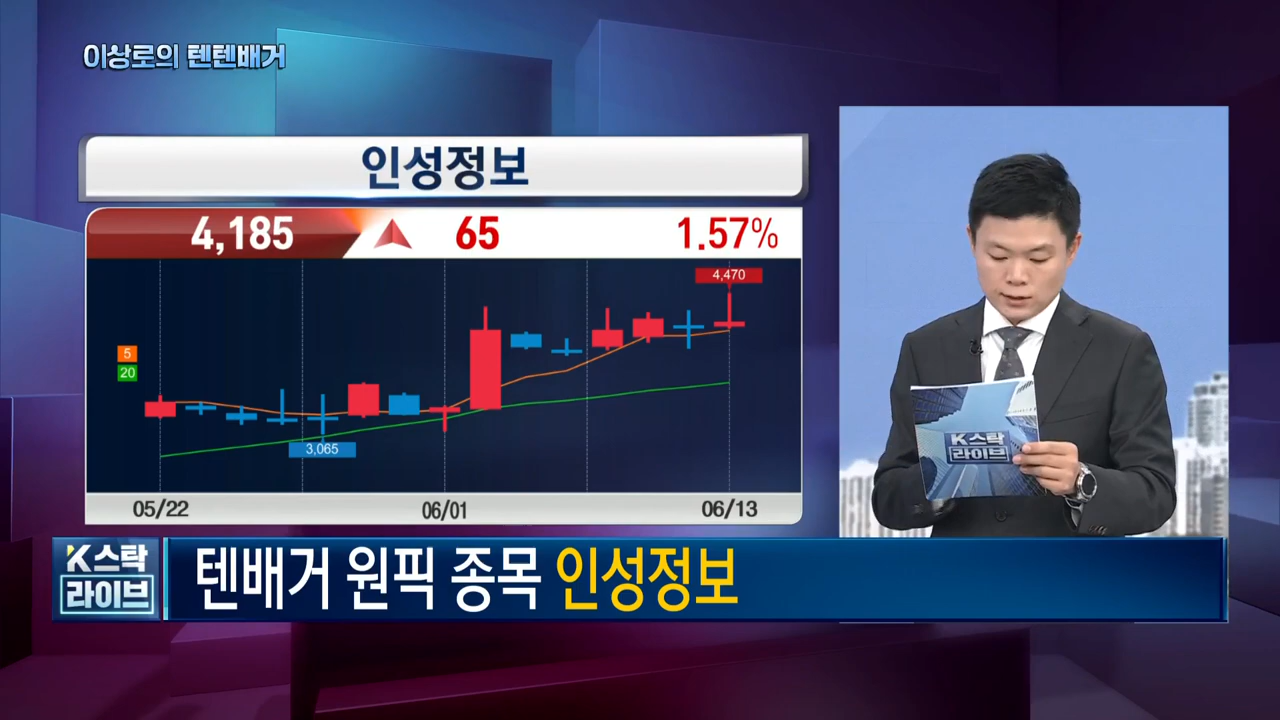 이상로의 텐텐배거
인성정보
4,185 ▲ 65 1.57%
4,470
5
20
3,065
05/22 06/01 06/13
K스탁
라이브
K스탁
라이브
텐배거 원픽 종목 인성정보